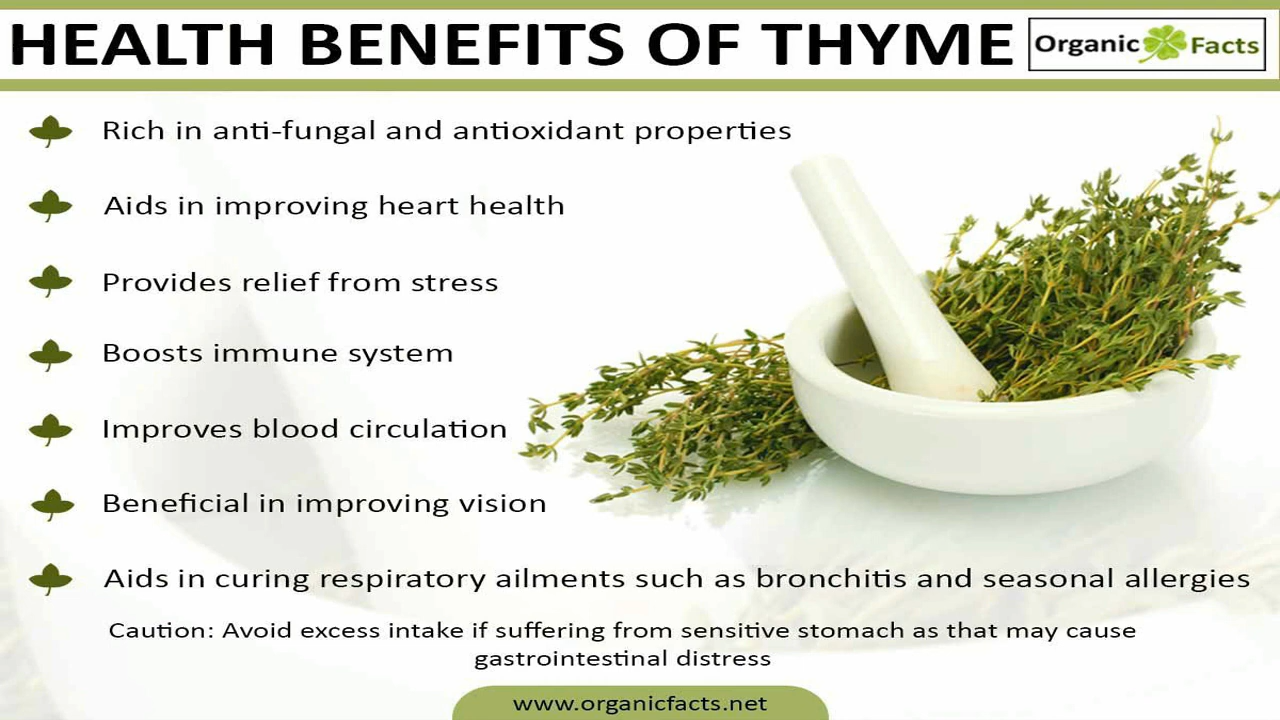 HEALTH BENEFITS OF THYME
Organic Facts
Rich in anti-fungal and antioxidant properties
Aids in improving heart health
Provides relief from stress
Boosts immune system
Improves blood circulation
Beneficial in improving vision
Aids in curing respiratory ailments such as bronchitis and seasonal allergies
Caution: Avoid excess intake if suffering from sensitive stomach as that may cause
gastrointestinal distress
www.organicfacts.net